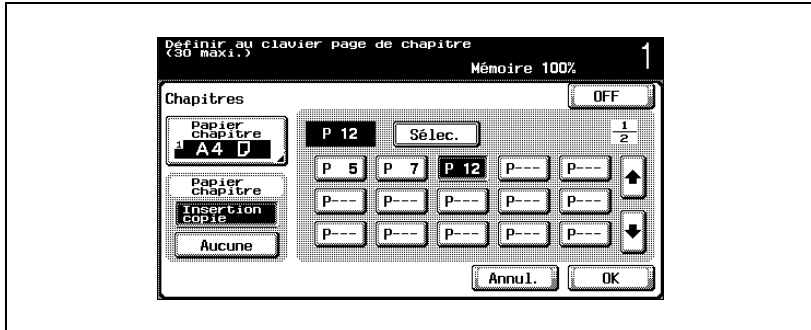 Définir au clavier page de chapitre
(30 maxi.)
Mémoire 100%
1
Chapitres
OFF
Papier
chapitre
1 A4
P 12
Sélec.
1
2
P 5 P 7 P 12 P--- P---
Papier
chapitre
P--- P--- P--- P--- P---
Insertion
copie
P--- P--- P--- P--- P---
Aucune
Annul.
OK